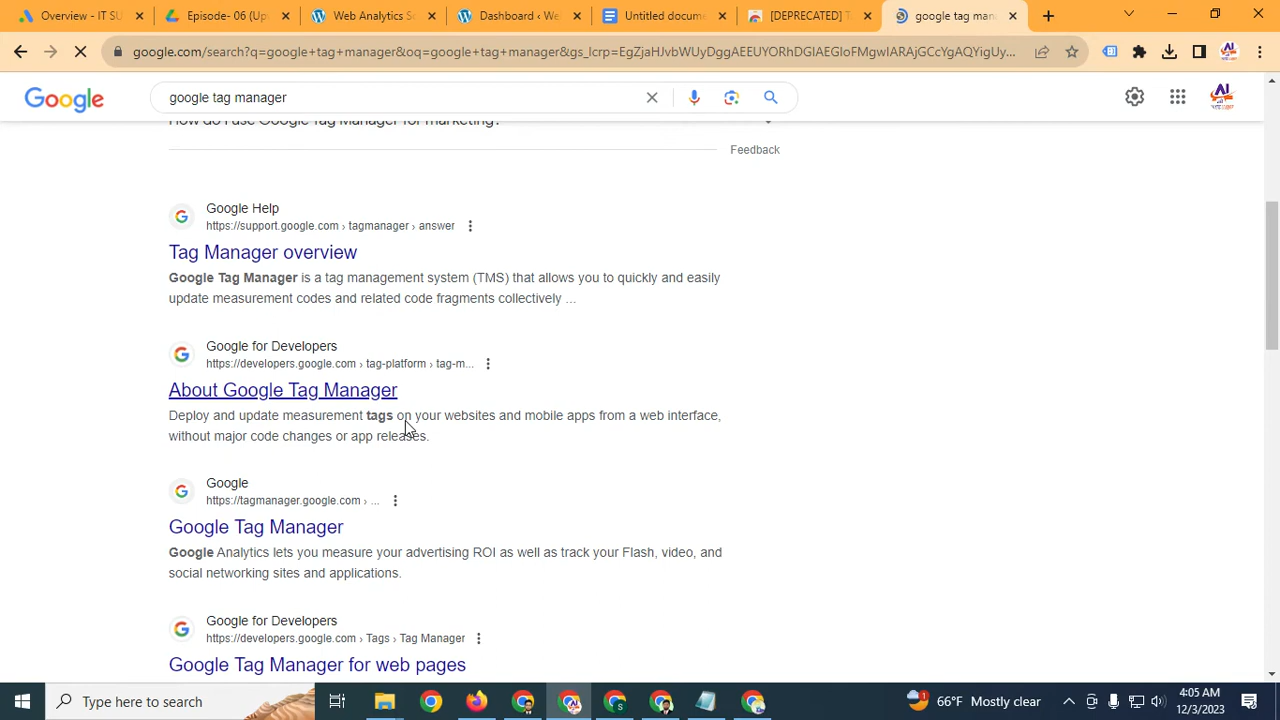 Overview - IT SU
Episode- 06 (Up
Web Analytics Sc
Dashboard ‹ We
Untitled docume
[DEPRECATED] T
google tag man
google.com/search?q=google+tag+manager&oq=google+tag+manager&gs_lcrp=EgZjaHJvbWUyDggAEEUYORhDGIAEGIoFMgwIARAjGCcYgAQYigUy...
Google
google tag manager
How do I use Google Tag Manager for marketing?
Feedback
Google Help
https://support.google.com › tagmanager › answer
Tag Manager overview
Google Tag Manager is a tag management system (TMS) that allows you to quickly and easily
update measurement codes and related code fragments collectively ...
Google for Developers
https://developers.google.com › tag-platform › tag-m...
About Google Tag Manager
Deploy and update measurement tags on your websites and mobile apps from a web interface,
without major code changes or app releases.
Google
https://tagmanager.google.com › ...
Google Tag Manager
Google Analytics lets you measure your advertising ROI as well as track your Flash, video, and
social networking sites and applications.
Google for Developers
https://developers.google.com › Tags › Tag Manager
Google Tag Manager for web pages
Type here to search
66°F Mostly clear
4:05 AM
12/3/2023